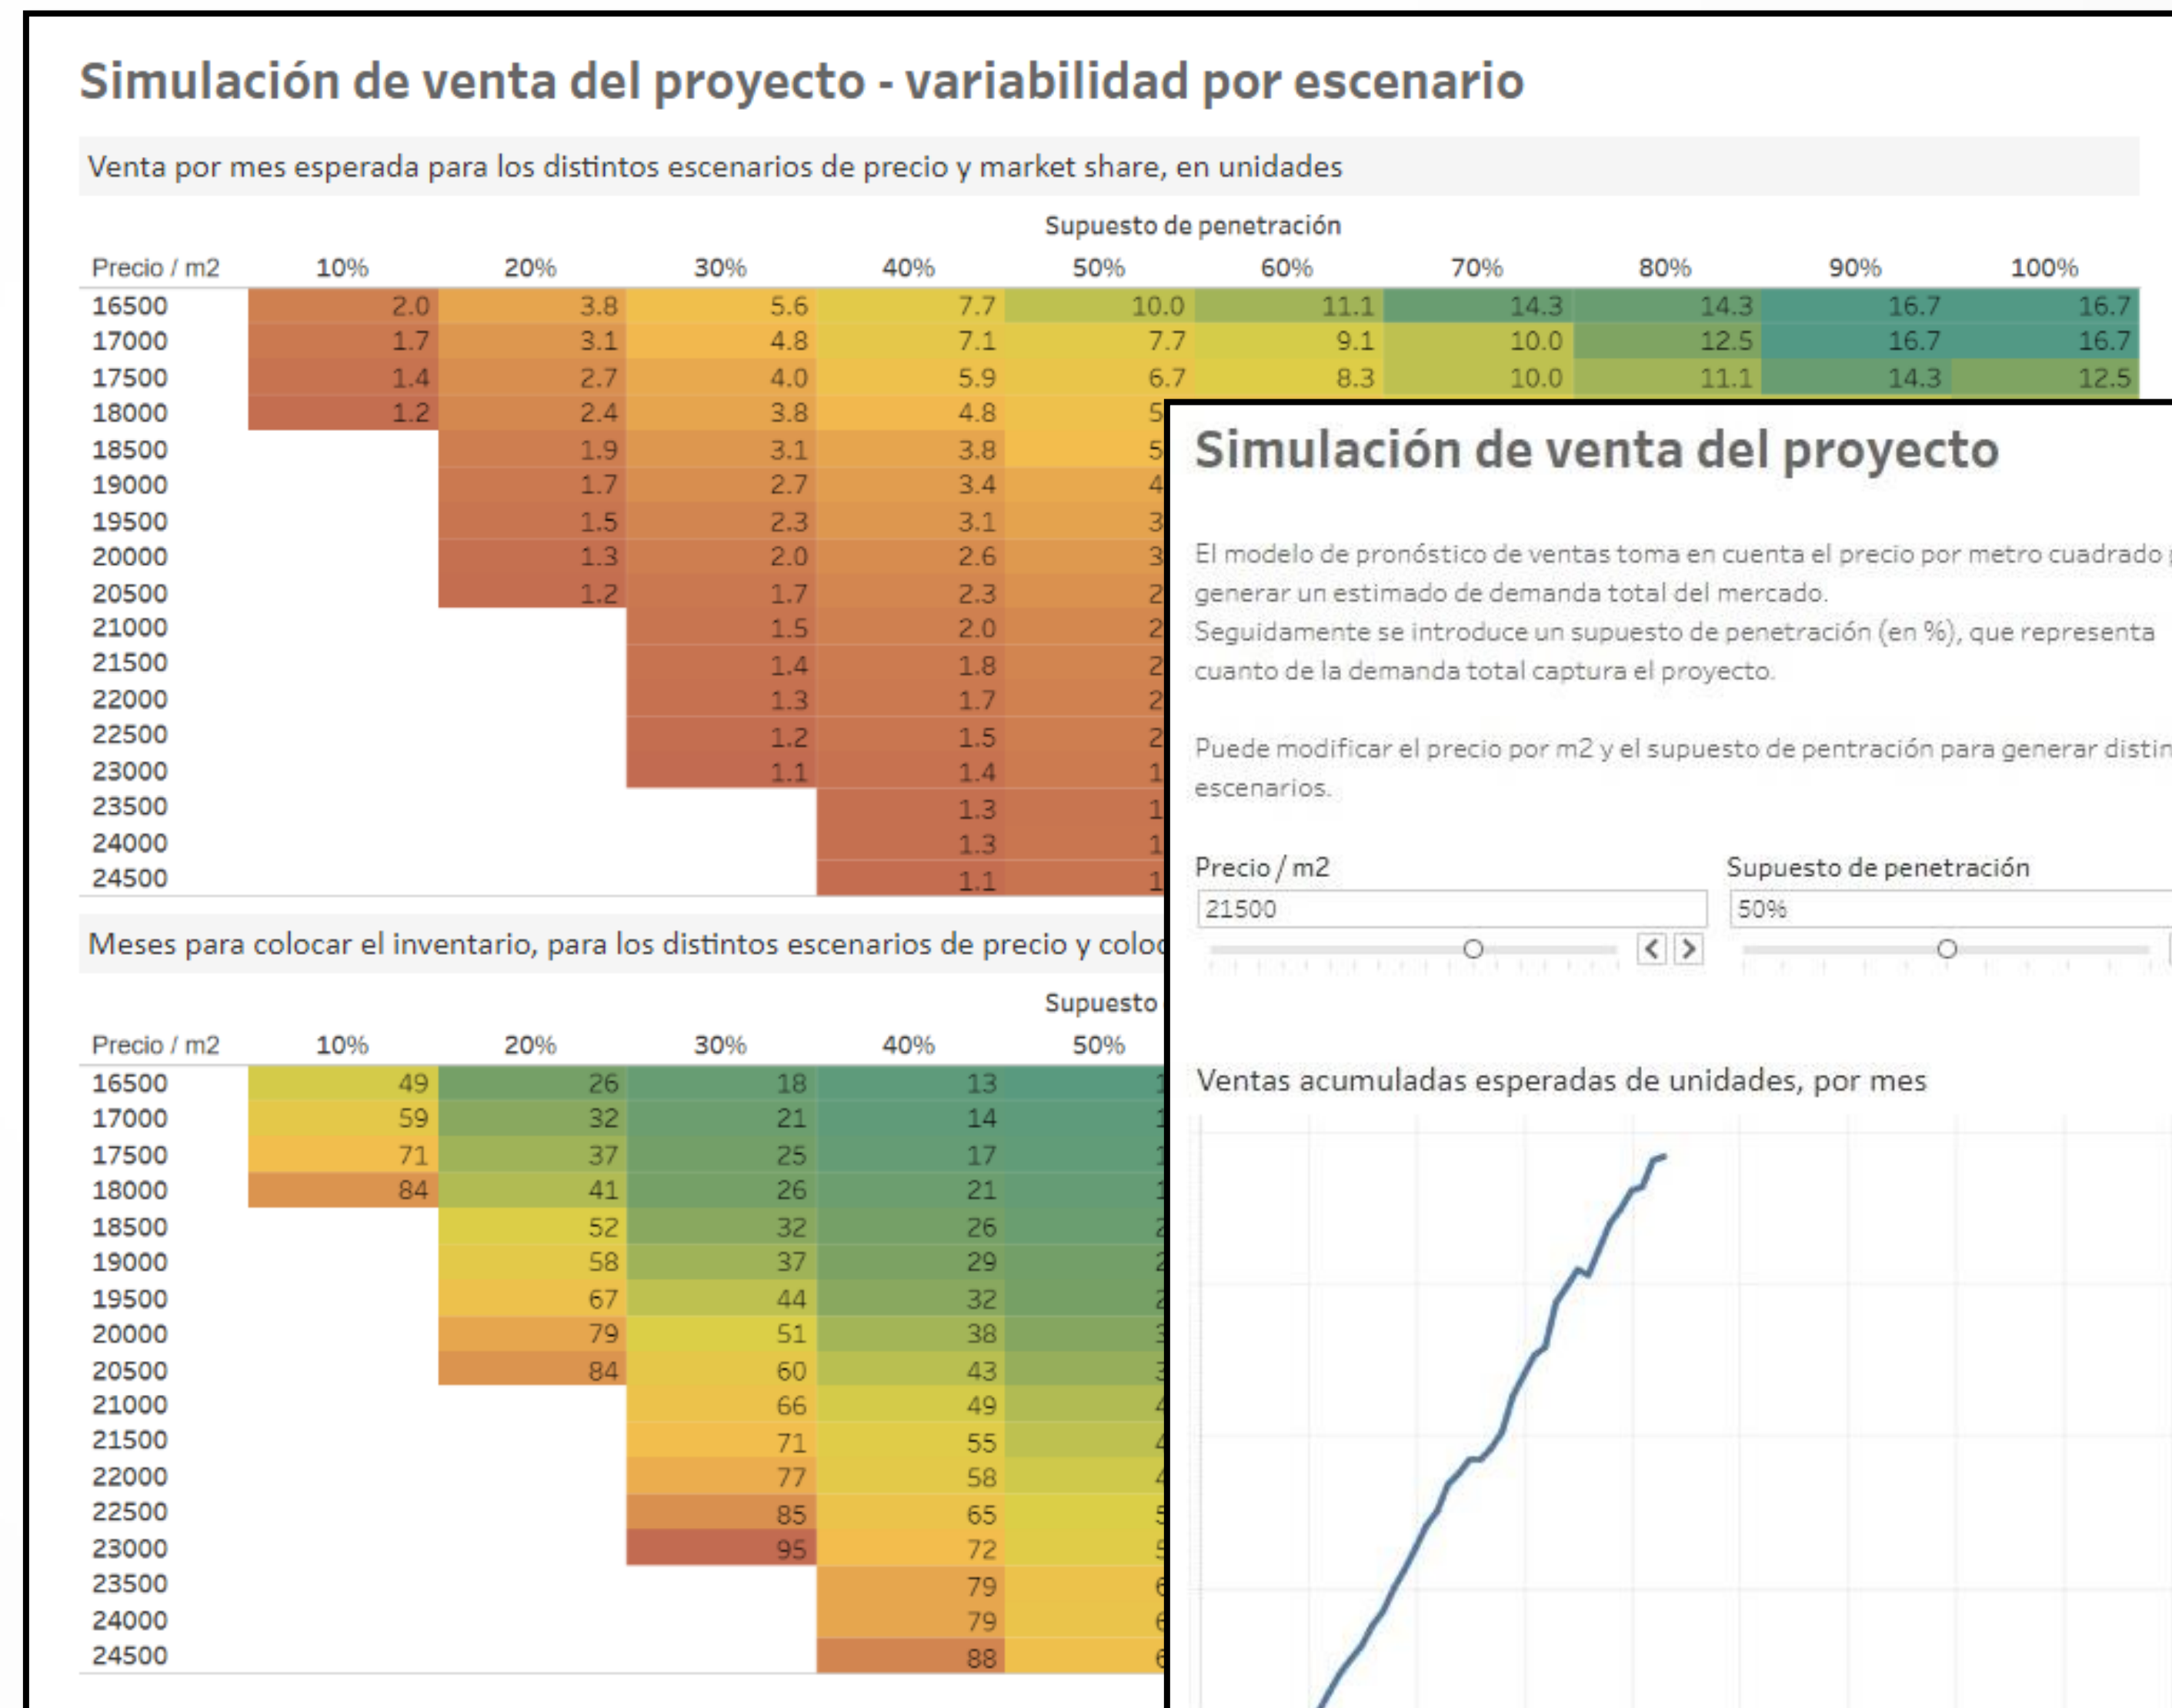 Simulación de venta del proyecto - variabilidad por escenario
Venta por mes esperada para los distintos escenarios de precio y market share, en unidades
Supuesto de penetración
Precio / m2 10% 20% 30% 40% 50% 60% 70% 80% 90% 100%
16500 2.0 3.8 5.6 7.7 10.0 11.1 14.3 14.3 16.7 16.7
17000 1.7 3.1 4.8 7.1 7.7 9.1 10.0 12.5 16.7 16.7
17500 1.4 2.7 4.0 5.9 6.7 8.3 10.0 11.1 14.3 12.5
18000 1.2 2.4 3.8 4.8
18500 1.9 3.1 3.8
19000 1.7 2.7 3.4
19500 1.5 2.3 3.1
20000 1.3 2.0 2.6
20500 1.2 1.7 2.3
21000 1.5 2.0
21500 1.4 1.8
22000 1.3 1.7
22500 1.2 1.5
23000 1.1 1.4
23500 1.3
24000 1.3
24500 1.1
Meses para colocar el inventario, para los distintos escenarios de precio y
Supuesto
Precio / m2 10% 20% 30% 40% 50%
16500 49 26 18 13
17000 59 32 21 14
17500 71 37 25 17
18000 84 41 26 21
18500 52 32 26
19000 58 37 29
19500 67 44 32
20000 79 51 38
20500 84 60 43
21000 66 49
21500 71 55
22000 77 58
22500 85 65
23000 95 72
23500 79
24000 79
24500 88
Simulación de venta del proyecto
El modelo de pronóstico de ventas toma en cuenta el precio por metro cuadrado
generar un estimado de demanda total del mercado.
Seguidamente se introduce un supuesto de penetración (en %), que representa
cuanto de la demanda total captura el proyecto.
Puede modificar el precio por m2 y el supuesto de pentración para generar
escenarios.
Precio / m2 Supuesto de penetración
21500 50%
Ventas acumuladas esperadas de unidades, por mes